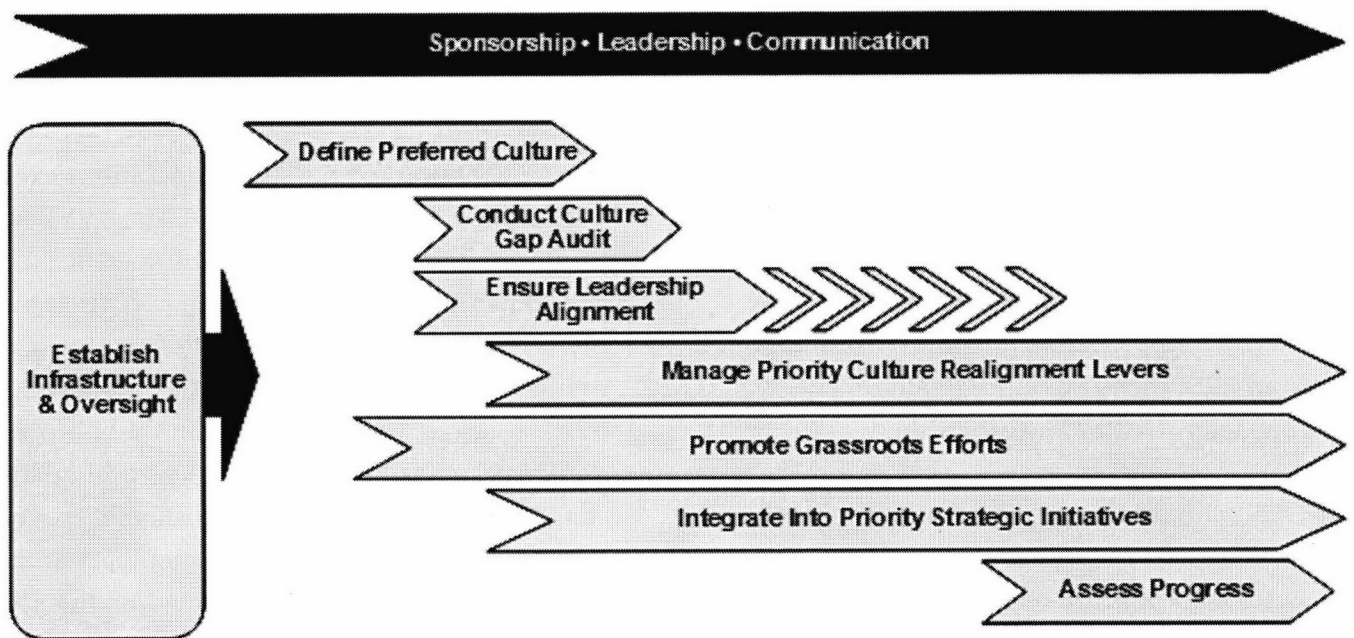 Sponsorship • Leadership • Communication
Define Preferred Culture
Conduct Culture
Gap Audit
Ensure Leadership
Alignment
Establish
Infrastructure
& Oversight
Manage Priority Culture Realignment Levers
Promote Grassroots Efforts
Integrate Into Priority Strategic Initiatives
Assess Progress